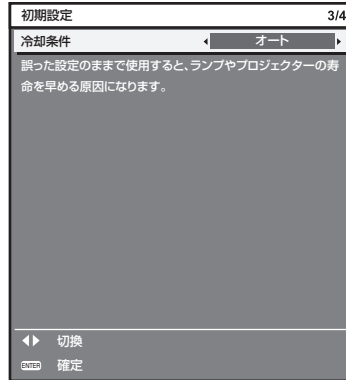 初期設定 3/4
冷却条件 オート
誤った設定のままで使用すると、ランプやプロジェクターの寿
命を早める原因になります。
切換
ENTER 確定